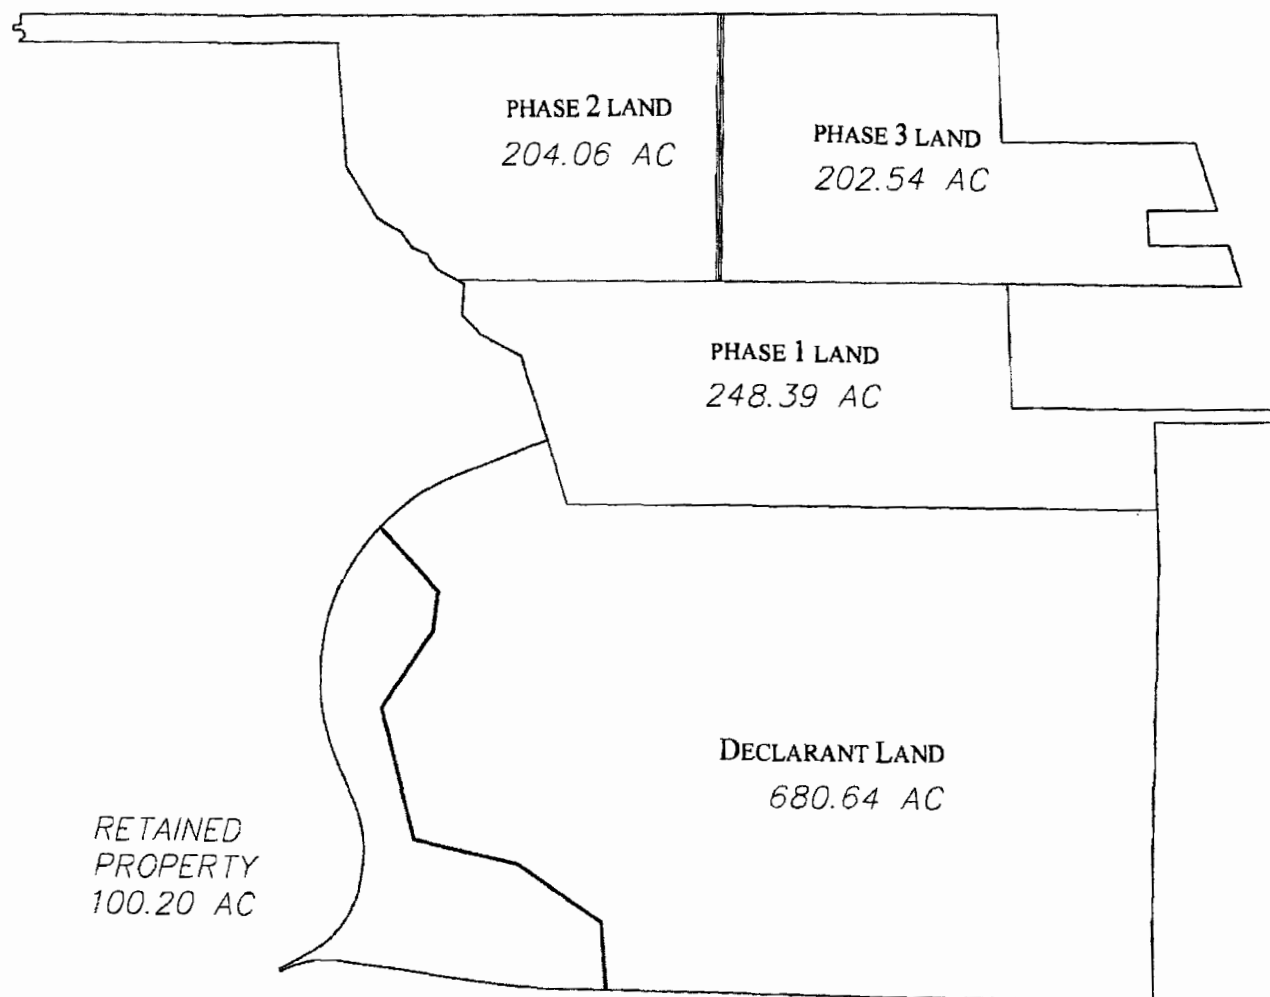 PHASE 2 LAND
204.06 AC
PHASE 3 LAND
202.54 AC
PHASE 1 LAND
248.39 AC
DECLARANT LAND
680.64 AC
RETAINED
PROPERTY
100.20 AC